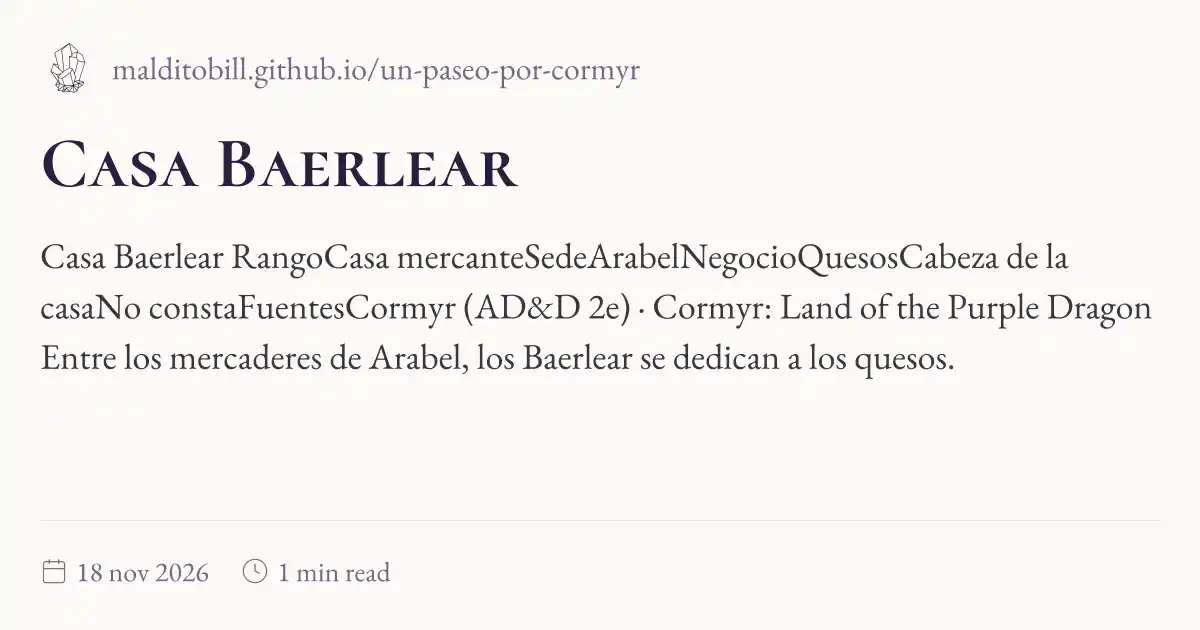 malditobill.github.io/un-paseo-por-cormyr
Casa Baerlear
Casa Baerlear RangoCasa mercanteSedeArabelNegocioQuesosCabeza de la
casaNo constaFuentesCormyr (AD&D 2e) · Cormyr: Land of the Purple Dragon
Entre los mercaderes de Arabel, los Baerlear se dedican a los quesos.
18 nov 2026
1 min read